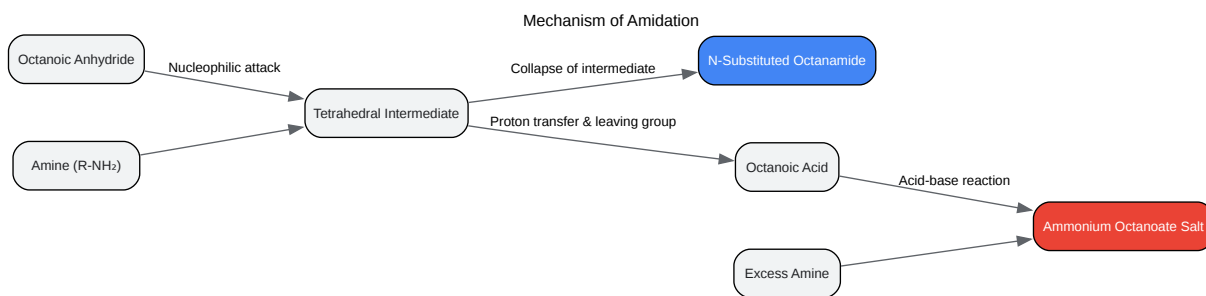 Mechanism of Amidation
Octanoic Anhydride
Nucleophilic attack
Amine (R-NH₂)
Tetrahedral Intermediate
Collapse of intermediate
N-Substituted Octanamide
Proton transfer & leaving group
Octanoic Acid
Acid-base reaction
Excess Amine
Ammonium Octanoate Salt